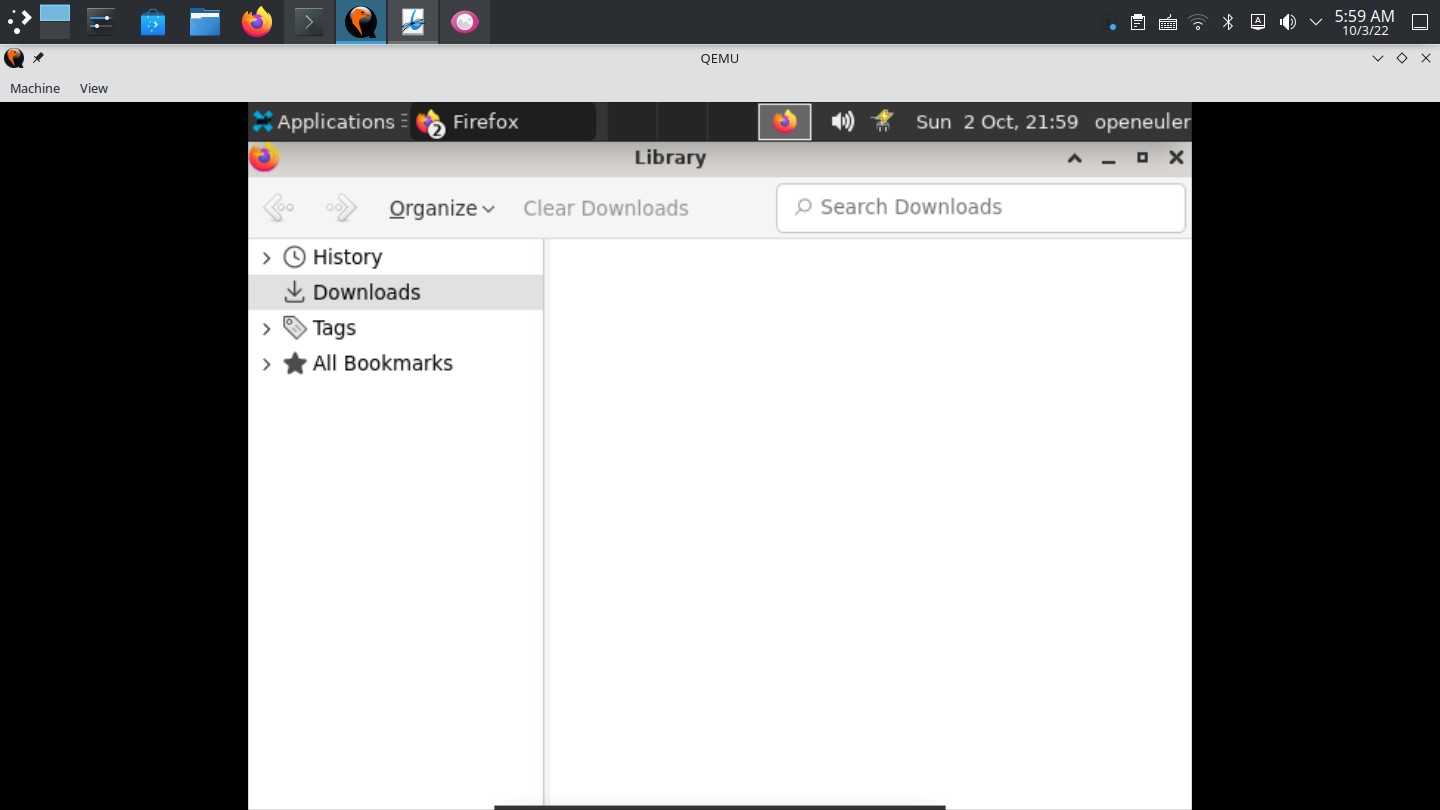 5:59 AM
10/3/22
QEMU
Machine View
Applications 2 Firefox Sun 2 Oct, 21:59 openeuler
Library
Organize Clear Downloads Search Downloads
History
Downloads
Tags
All Bookmarks